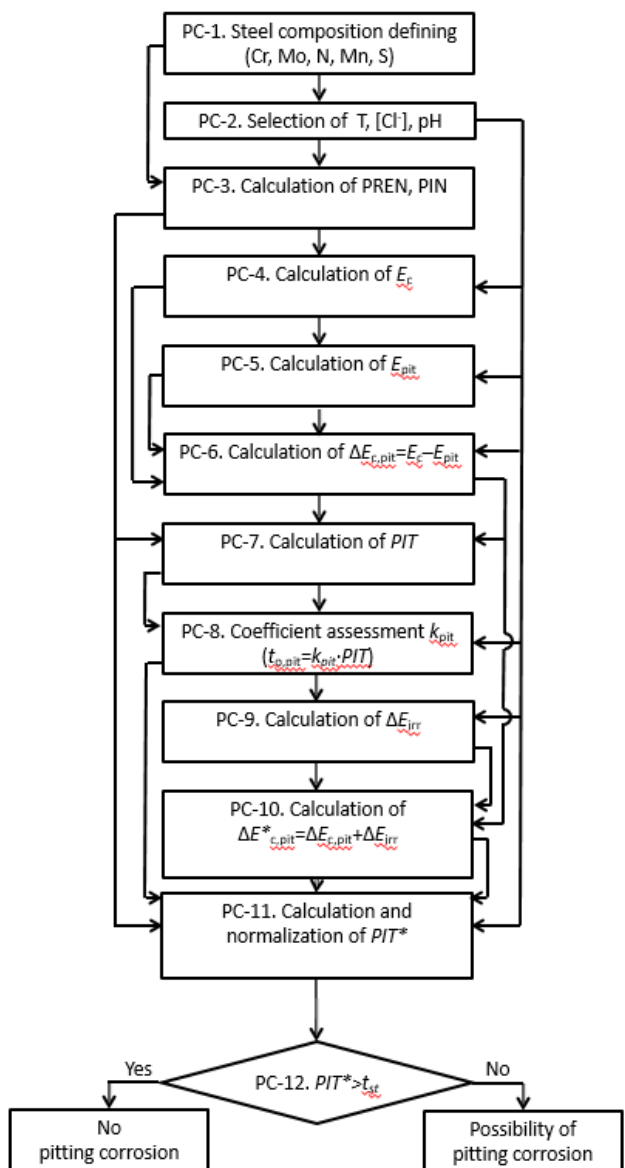 PC-1. Steel composition defining
(Cr, Mo, N, Mn, S)
PC-2. Selection of T, [Cl⁻], pH
PC-3. Calculation of PREN, PIN
PC-4. Calculation of Ec
PC-5. Calculation of Epit
PC-6. Calculation of ΔEc,pit=Ec–Epit
PC-7. Calculation of PIT
PC-8. Coefficient assessment kpit
(tp,pit=kpit·PIT)
PC-9. Calculation of ΔEirr
PC-10. Calculation of
ΔE*c,pit=ΔEc,pit+ΔEirr
PC-11. Calculation and
normalization of PIT*
Yes
PC-12. PIT*>tst
No
No
pitting corrosion
Possibility of
pitting corrosion